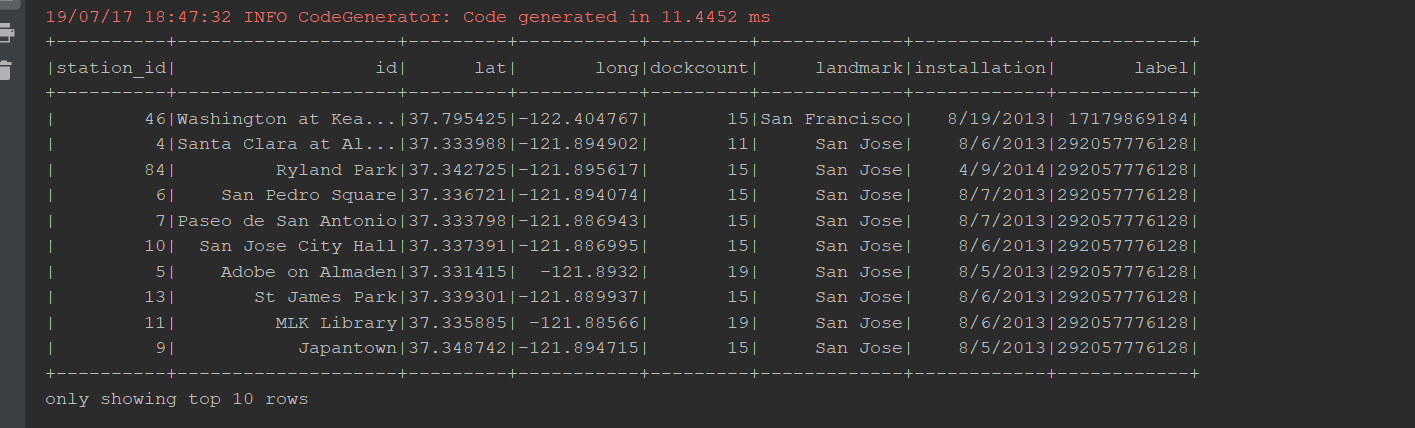 19/07/17 18:47:32 INFO CodeGenerator: Code generated in 11.4452 ms
+----------+--------------------+---------+-----------+---------+-------------+------------+------------+
|station_id|                  id|      lat|       long|dockcount|     landmark|installation|       label|
+----------+--------------------+---------+-----------+---------+-------------+------------+------------+
|        46|Washington at Kea...|37.795425|-122.404767|       15|San Francisco|   8/19/2013| 17179869184|
|         4|Santa Clara at Al...|37.333988|-121.894902|       11|     San Jose|    8/6/2013|292057776128|
|        84|         Ryland Park|37.342725|-121.895617|       15|     San Jose|    4/9/2014|292057776128|
|         6|    San Pedro Square|37.336721|-121.894074|       15|     San Jose|    8/7/2013|292057776128|
|         7|Paseo de San Antonio|37.333798|-121.886943|       15|     San Jose|    8/7/2013|292057776128|
|        10|  San Jose City Hall|37.337391|-121.886995|       15|     San Jose|    8/6/2013|292057776128|
|         5|    Adobe on Almaden|37.331415|  -121.8932|       19|     San Jose|    8/5/2013|292057776128|
|        13|       St James Park|37.339301|-121.889937|       15|     San Jose|    8/6/2013|292057776128|
|        11|         MLK Library|37.335885| -121.88566|       19|     San Jose|    8/6/2013|292057776128|
|         9|           Japantown|37.348742|-121.894715|       15|     San Jose|    8/5/2013|292057776128|
+----------+--------------------+---------+-----------+---------+-------------+------------+------------+
only showing top 10 rows